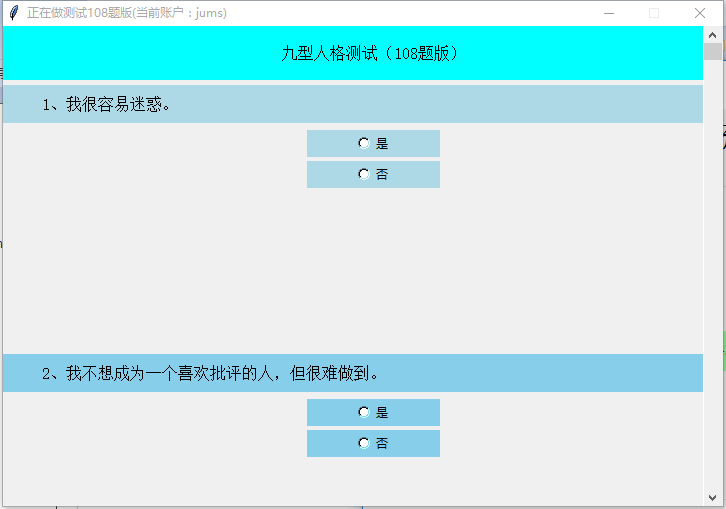 正在做测试108题版(当前账户：jums)
九型人格测试（108题版）
1、我很容易迷惑。
是
否
2、我不想成为一个喜欢批评的人，但很难做到。
是
否